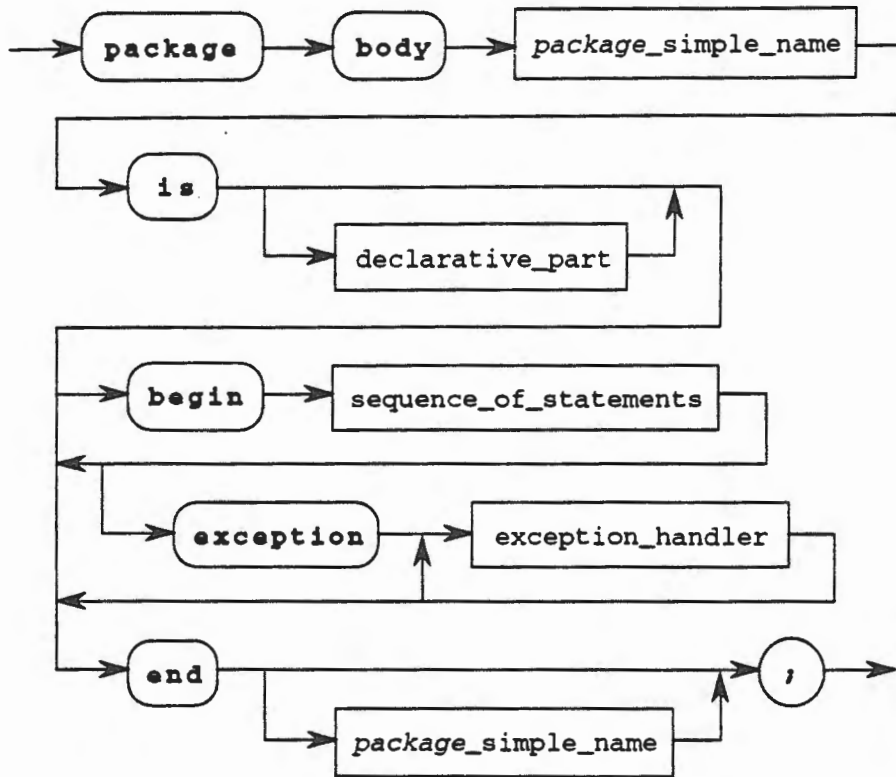 package body package_simple_name
is
declarative_part
begin sequence_of_statements
exception exception_handler
end ;
package_simple_name